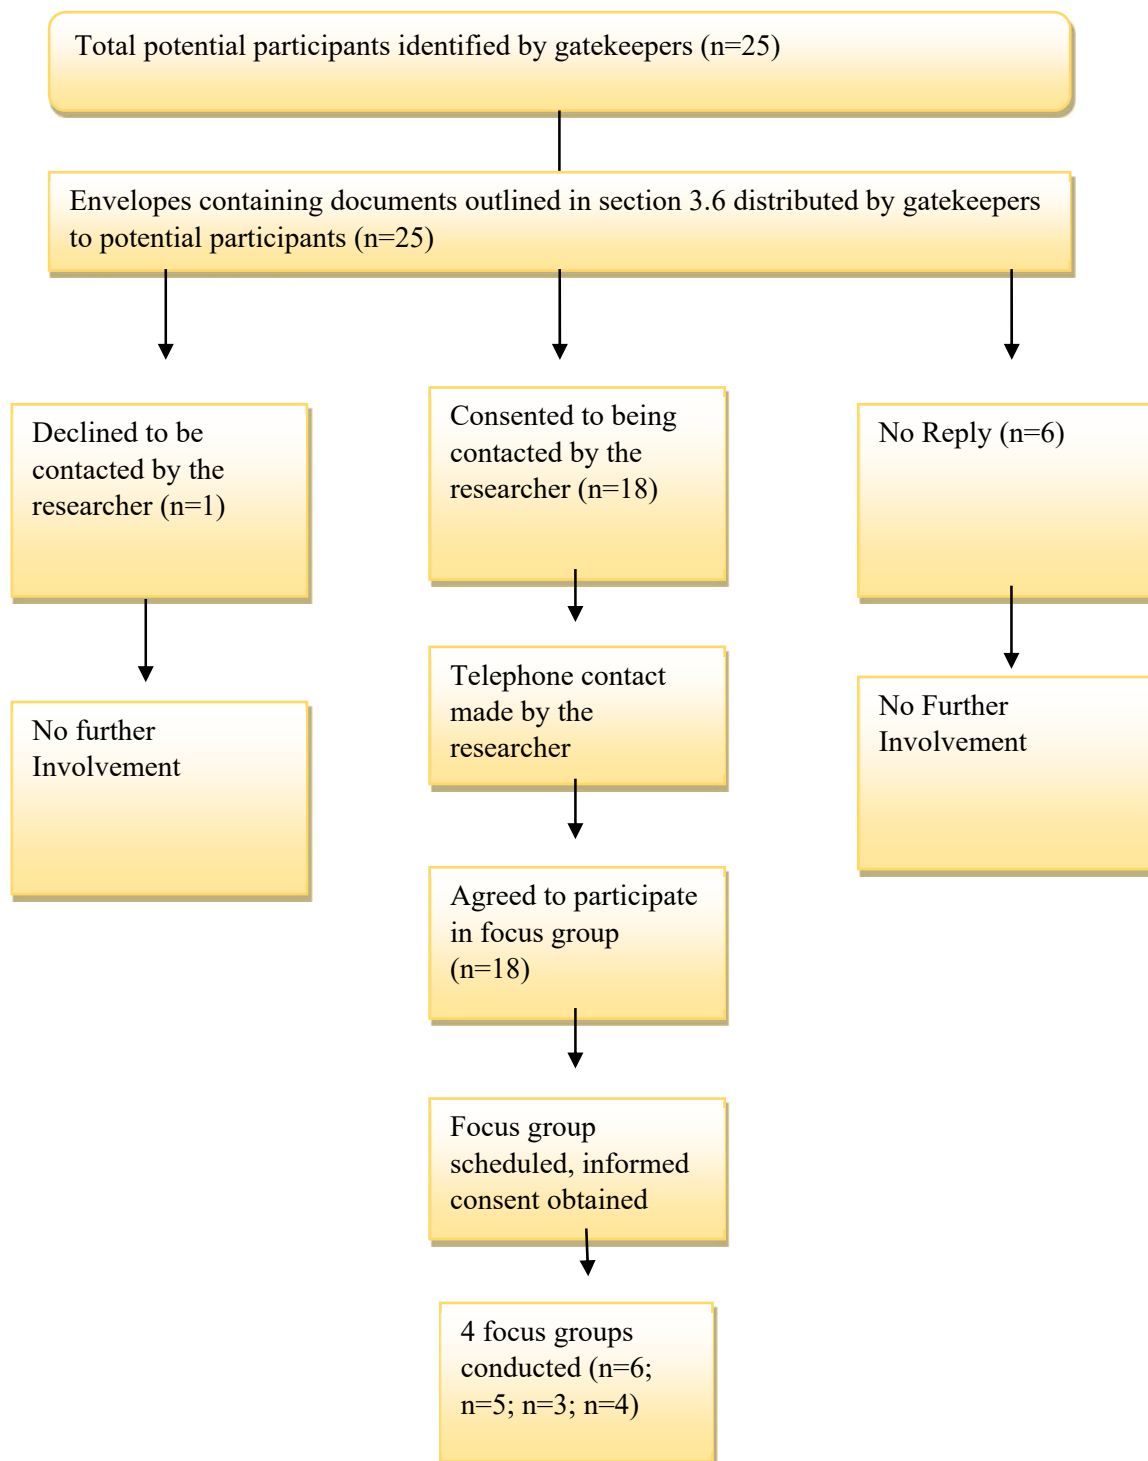 Total potential participants identified by gatekeepers (n=25)
Envelopes containing documents outlined in section 3.6 distributed by gatekeepers
to potential participants (n=25)
Declined to be
contacted by the
researcher (n=1)
Consented to being
contacted by the
researcher (n=18)
No Reply (n=6)
No further
Involvement
Telephone contact
made by the
researcher
No Further
Involvement
Agreed to participate
in focus group
(n=18)
Focus group
scheduled, informed
consent obtained
4 focus groups
conducted (n=6;
n=5; n=3; n=4)